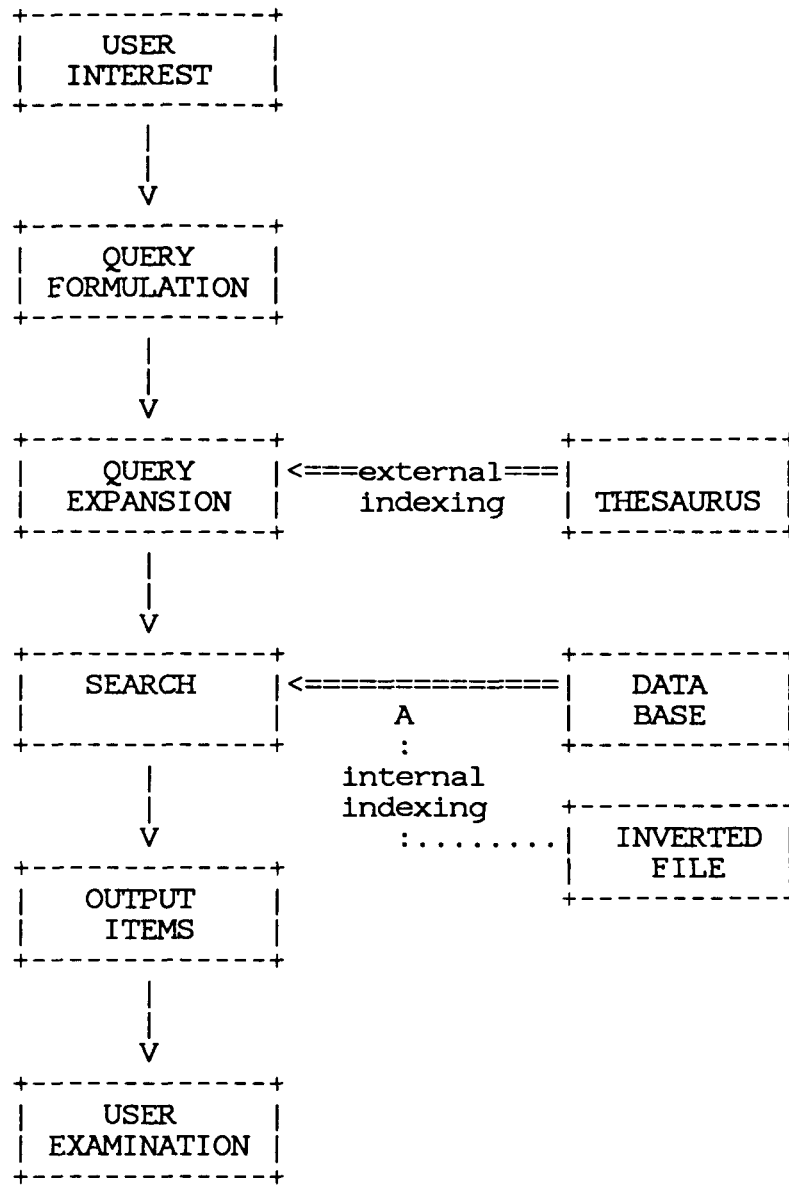 USER
INTEREST
QUERY
FORMULATION
QUERY
EXPANSION
external
indexing
THESAURUS
SEARCH
DATA
BASE
A
internal
indexing
INVERTED
FILE
OUTPUT
ITEMS
USER
EXAMINATION